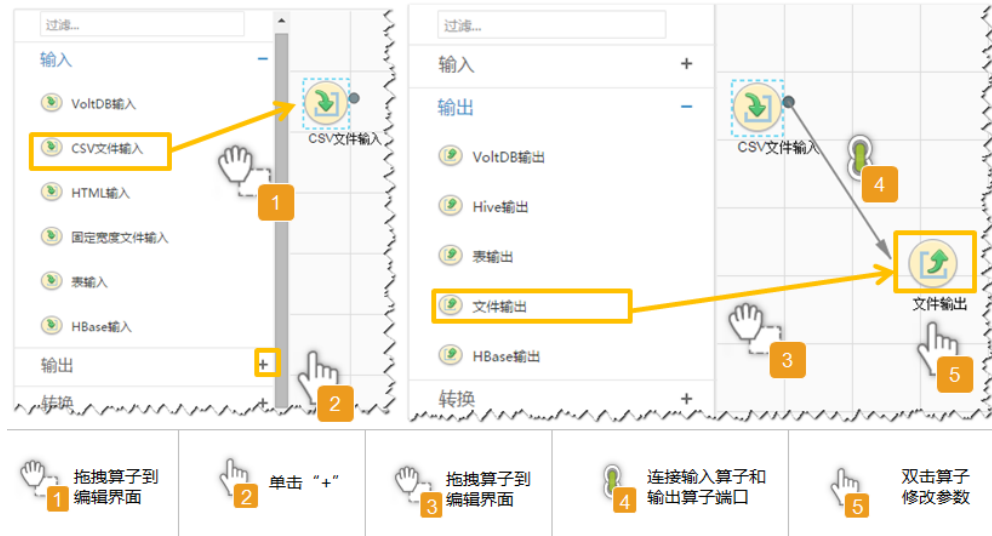 过滤...
输入
VoltDB输入
CSV文件输入
HTML输入
固定宽度文件输入
表输入
HBase输入
输出
转换
CSV文件输入
1
2
过滤...
输入
输出
VoltDB输出
Hive输出
表输出
文件输出
HBase输出
转换
CSV文件输入
4
文件输出
3
5
1
拖拽算子到
编辑界面
2
单击“+”
3
拖拽算子到
编辑界面
4
连接输入算子和
输出算子端口
5
双击算子
修改参数